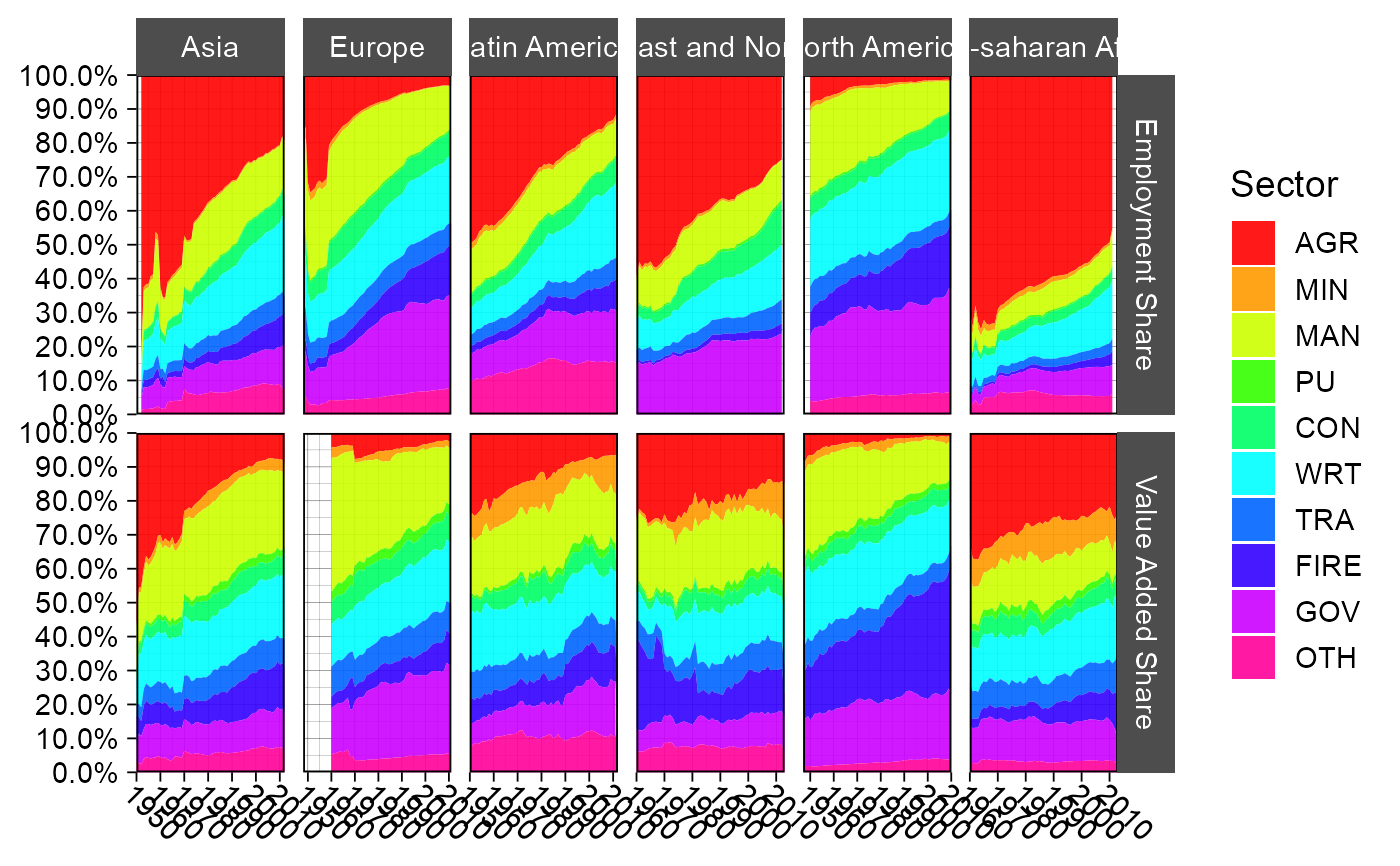 Asia
Europe
atin Americ
ast and Nor
orth Americ
-saharan Af
100.0%
90.0%
80.0%
70.0%
60.0%
50.0%
40.0%
30.0%
20.0%
10.0%
0.0%
Employment Share
100.0%
90.0%
80.0%
70.0%
60.0%
50.0%
40.0%
30.0%
20.0%
10.0%
0.0%
Value Added Share
Sector
AGR
MIN
MAN
PU
CON
WRT
TRA
FIRE
GOV
OTH